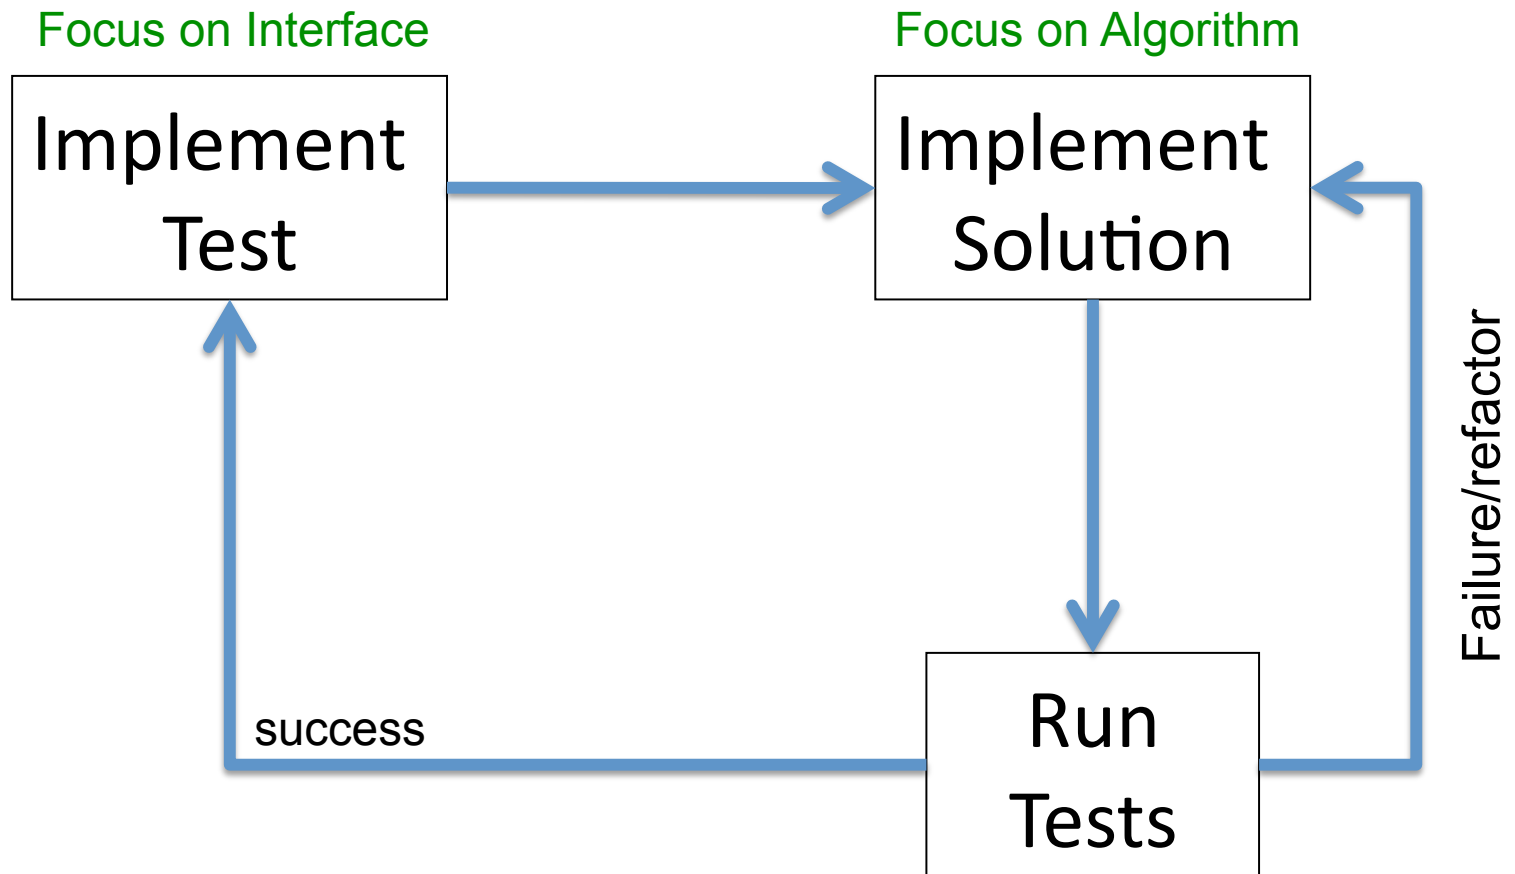 Focus on Interface
Focus on Algorithm
Implement
Test
Implement
Solution
Failure/refactor
success
Run
Tests